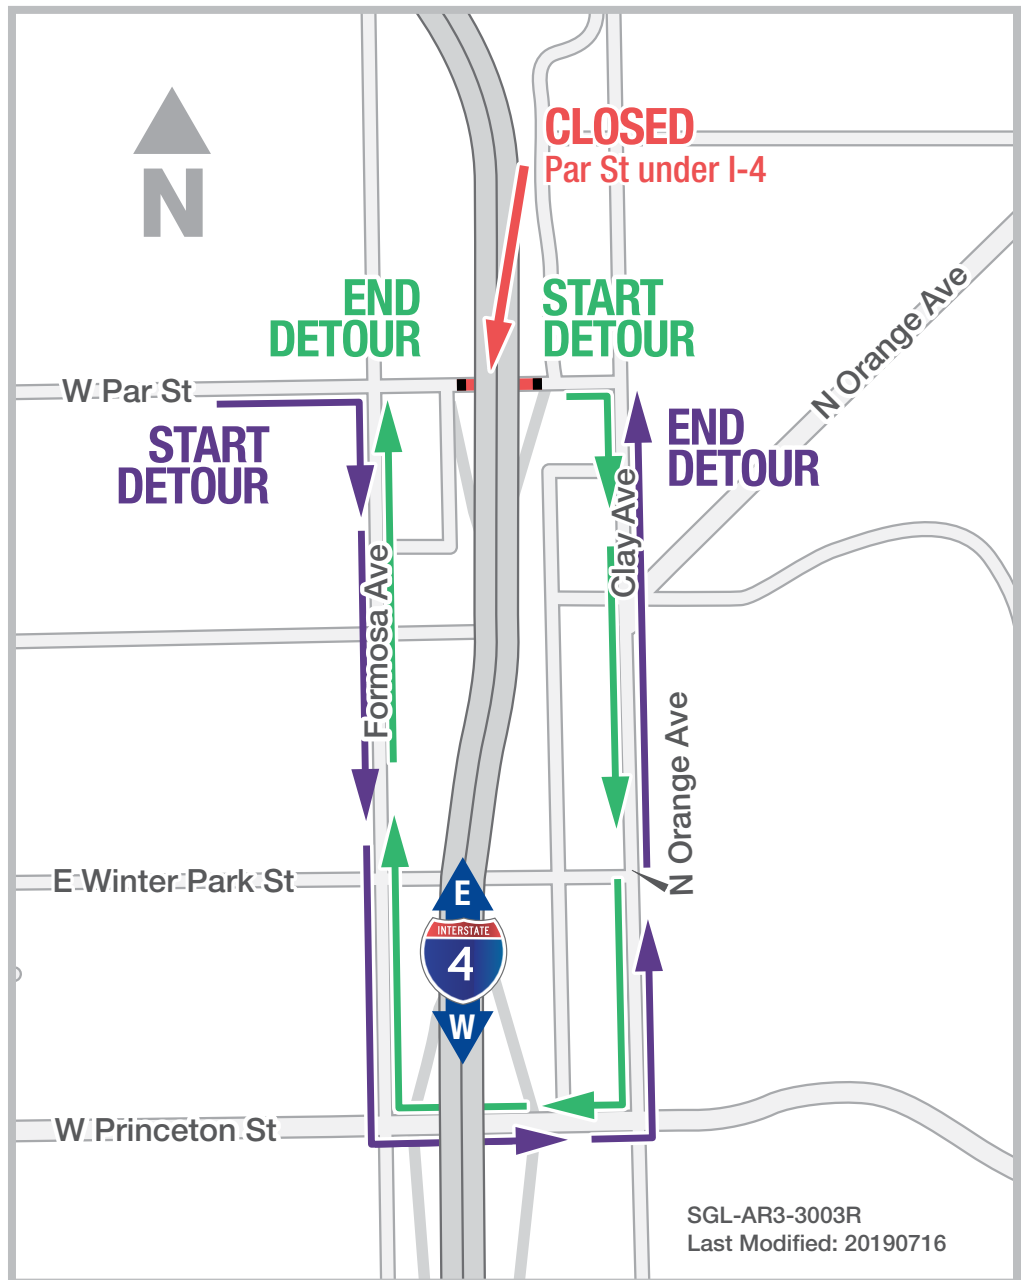 CLOSED
Par St under I-4
N
END
DETOUR
START
DETOUR
N Orange Ave
W Par St
START
DETOUR
END
DETOUR
Clay Ave
Formosa Ave
N Orange Ave
E Winter Park St
E
INTERSTATE
4
W
W Princeton St
SGL-AR3-3003R
Last Modified: 20190716